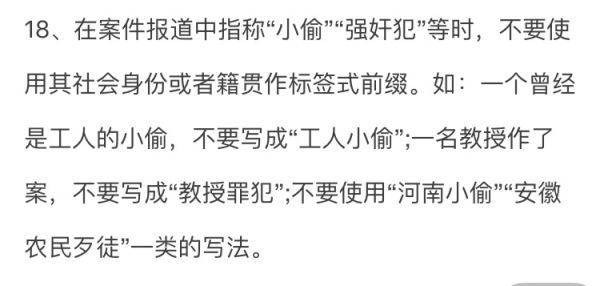 18、在案件报道中指称“小偷”“强奸犯”等时，不要使
用其社会身份或者籍贯作标签式前缀。如：一个曾经
是工人的小偷，不要写成“工人小偷”;一名教授作了
案，不要写成“教授罪犯”;不要使用“河南小偷”“安徽
农民歹徒”一类的写法。